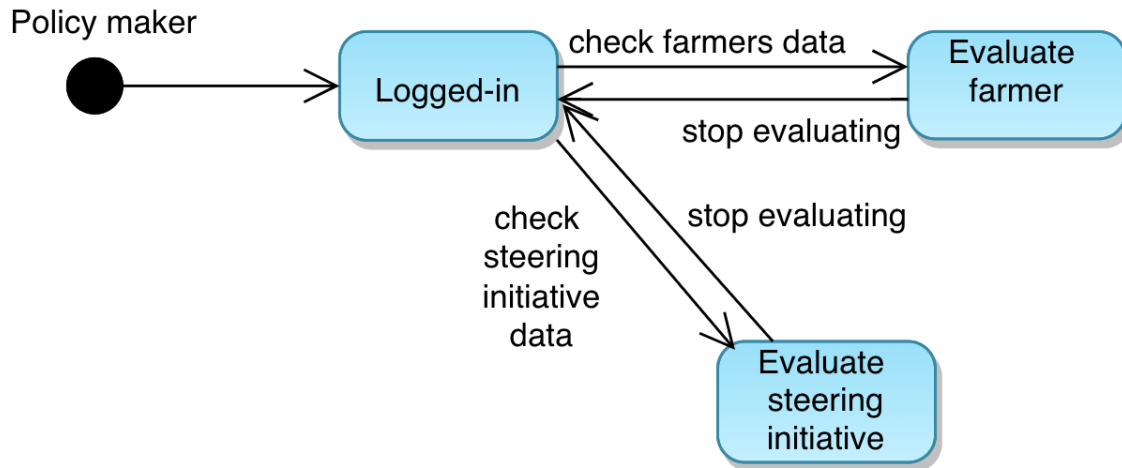 Policy maker
Logged-in
check farmers data
Evaluate
farmer
stop evaluating
stop evaluating
check
steering
initiative
data
Evaluate
steering
initiative